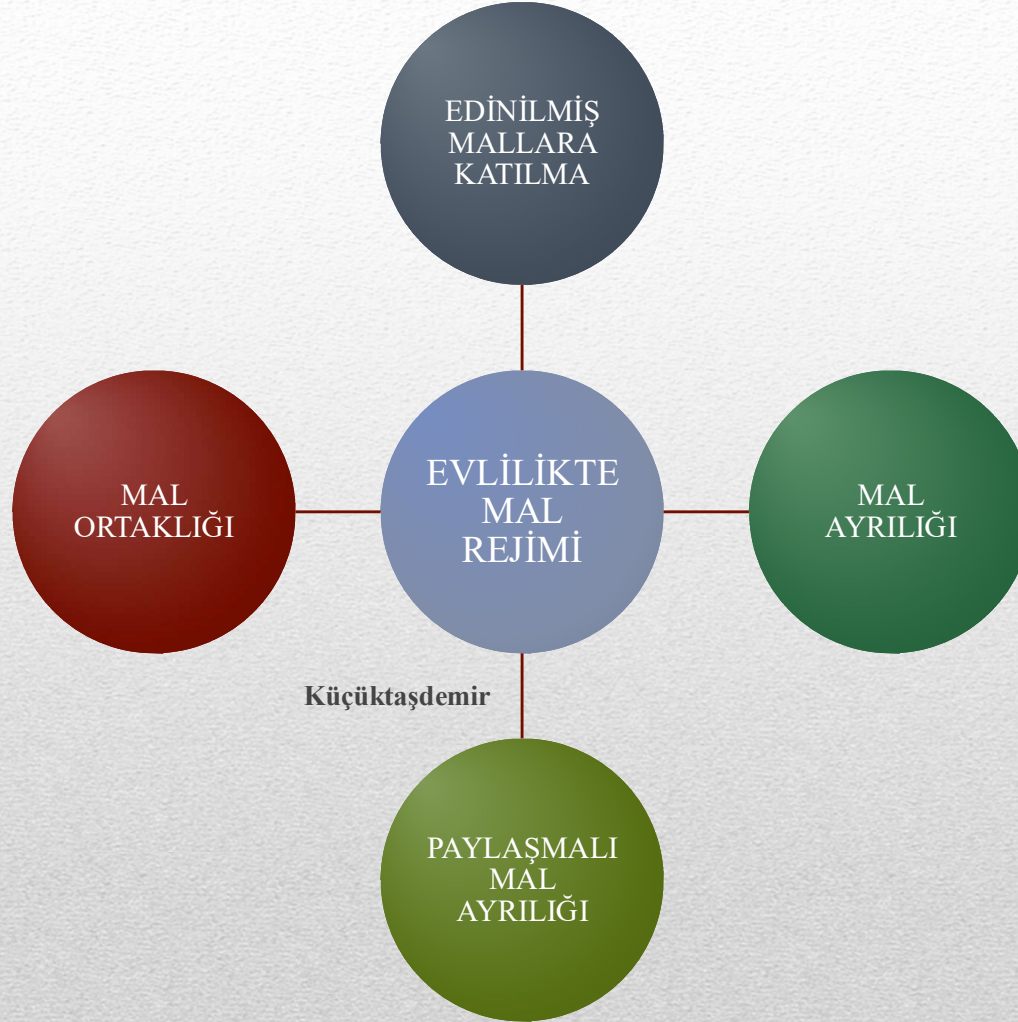 EDİNİLMİŞ
MALLARA
KATILMA
MAL
ORTAKLIĞI
EVLİLİKTE
MAL
REJİMİ
MAL
AYRILIĞI
Küçüktaşdemir
PAYLAŞMALI
MAL
AYRILIĞI